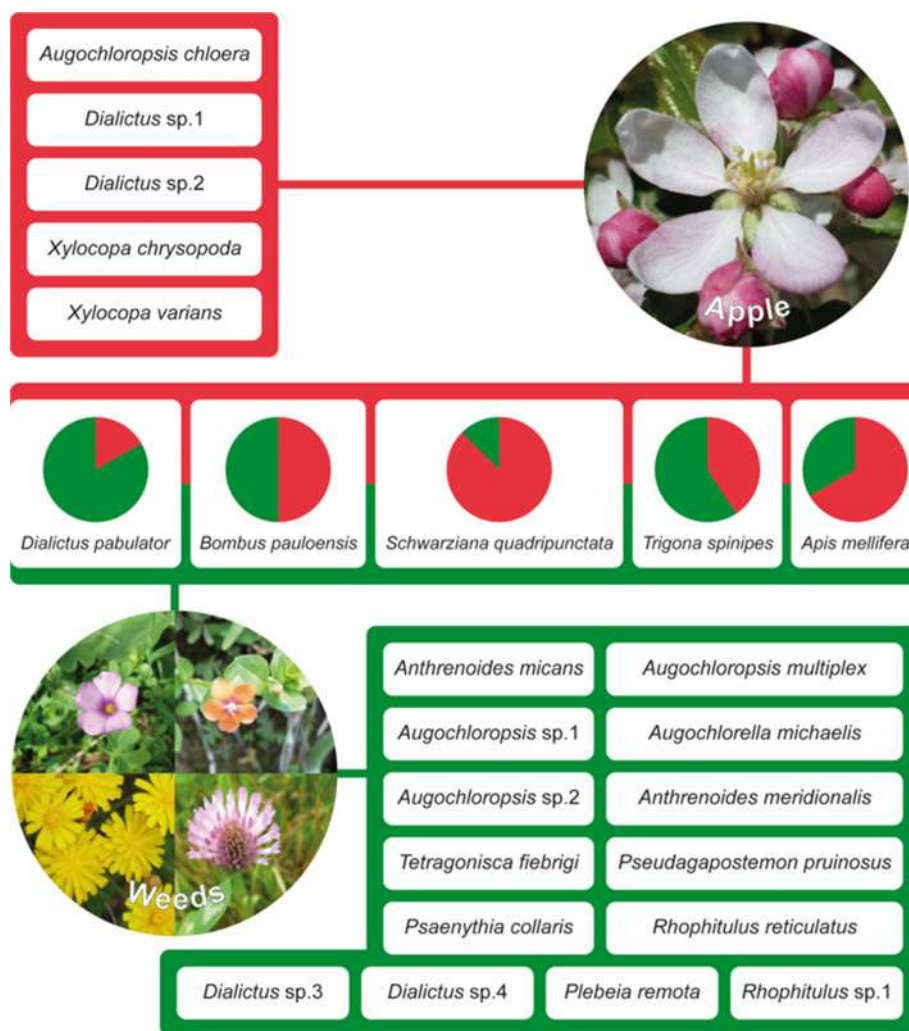 Augochloropsis chloera
Dialictus sp.1
Dialictus sp.2
Xylocopa chrysopoda
Xylocopa varians
Apple
Dialictus pabulator
Bombus pauloensis
Schwarziana quadripunctata
Trigona spinipes
Apis mellifera
Weeds
Anthrenoides micans
Augochloropsis multiplex
Augochloropsis sp.1
Augochlorella michaelis
Augochloropsis sp.2
Anthrenoides meridionalis
Tetragonisca fiebrigi
Pseudagapostemon pruinosus
Psaenythia collaris
Rhophitulus reticulatus
Dialictus sp.3
Dialictus sp.4
Plebeia remota
Rhophitulus sp.1